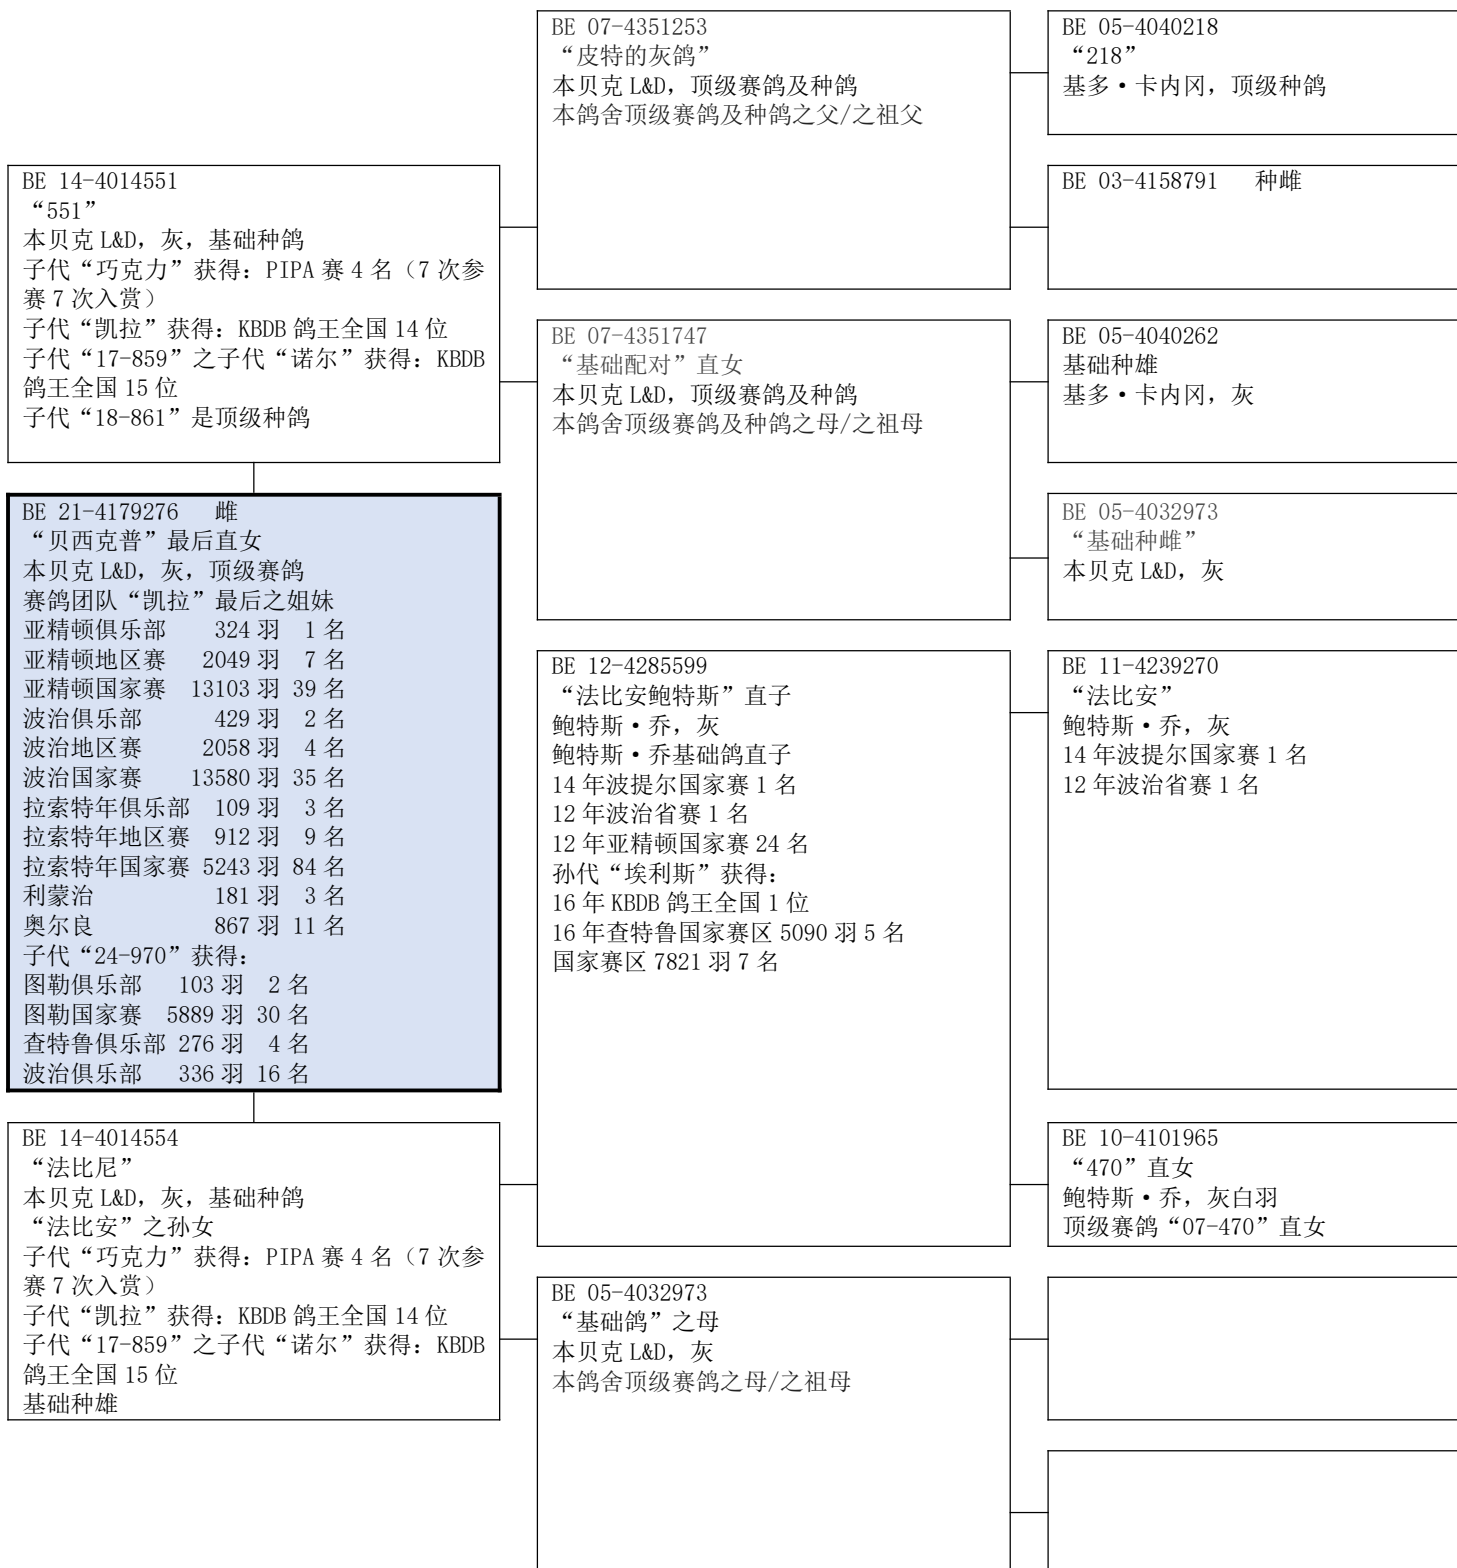 BE 07-4351253
“皮特的灰鸽”
本贝克 L&D，顶级赛鸽及种鸽
本鸽舍顶级赛鸽及种鸽之父/之祖父
BE 05-4040218
“218”
基多·卡内冈，顶级种鸽
BE 03-4158791 种雌
BE 14-4014551
“551”
本贝克 L&D，灰，基础种鸽
子代“巧克力”获得：PIPA 赛 4 名（7 次参
赛 7 次入赏）
子代“凯拉”获得：KBDB 鸽王全国 14 位
子代“17-859”之子代“诺尔”获得：KBDB
鸽王全国 15 位
子代“18-861”是顶级种鸽
BE 07-4351747
“基础配对”直女
本贝克 L&D，顶级赛鸽及种鸽
本鸽舍顶级赛鸽及种鸽之母/之祖母
BE 05-4040262
基础种雄
基多·卡内冈，灰
BE 05-4032973
“基础种雌”
本贝克 L&D，灰
BE 21-4179276 雌
“贝西克普”最后直女
本贝克 L&D，灰，顶级赛鸽
赛鸽团队“凯拉”最后之姐妹
亚精顿俱乐部 324 羽 1 名
亚精顿地区赛 2049 羽 7 名
亚精顿国家赛 13103 羽 39 名
波治俱乐部 429 羽 2 名
波治地区赛 2058 羽 4 名
波治国家赛 13580 羽 35 名
拉索特年俱乐部 109 羽 3 名
拉索特年地区赛 912 羽 9 名
拉索特年国家赛 5243 羽 84 名
利蒙治 181 羽 3 名
奥尔良 867 羽 11 名
子代“24-970”获得：
图勒俱乐部 103 羽 2 名
图勒国家赛 5889 羽 30 名
查特鲁俱乐部 276 羽 4 名
波治俱乐部 336 羽 16 名
BE 12-4285599
“法比安鲍特斯”直子
鲍特斯·乔，灰
鲍特斯·乔基础鸽直子
14 年波提尔国家赛 1 名
12 年波治省赛 1 名
12 年亚精顿国家赛 24 名
孙代“埃利斯”获得：
16 年 KBDB 鸽王全国 1 位
16 年查特鲁国家赛区 5090 羽 5 名
国家赛区 7821 羽 7 名
BE 11-4239270
“法比安”
鲍特斯·乔，灰
14 年波提尔国家赛 1 名
12 年波治省赛 1 名
BE 10-4101965
“470”直女
鲍特斯·乔，灰白羽
顶级赛鸽“07-470”直女
BE 14-4014554
“法比尼”
本贝克 L&D，灰，基础种鸽
“法比安”之孙女
子代“巧克力”获得：PIPA 赛 4 名（7 次参
赛 7 次入赏）
子代“凯拉”获得：KBDB 鸽王全国 14 位
子代“17-859”之子代“诺尔”获得：KBDB
鸽王全国 15 位
基础种雄
BE 05-4032973
“基础鸽”之母
本贝克 L&D，灰
本鸽舍顶级赛鸽之母/之祖母